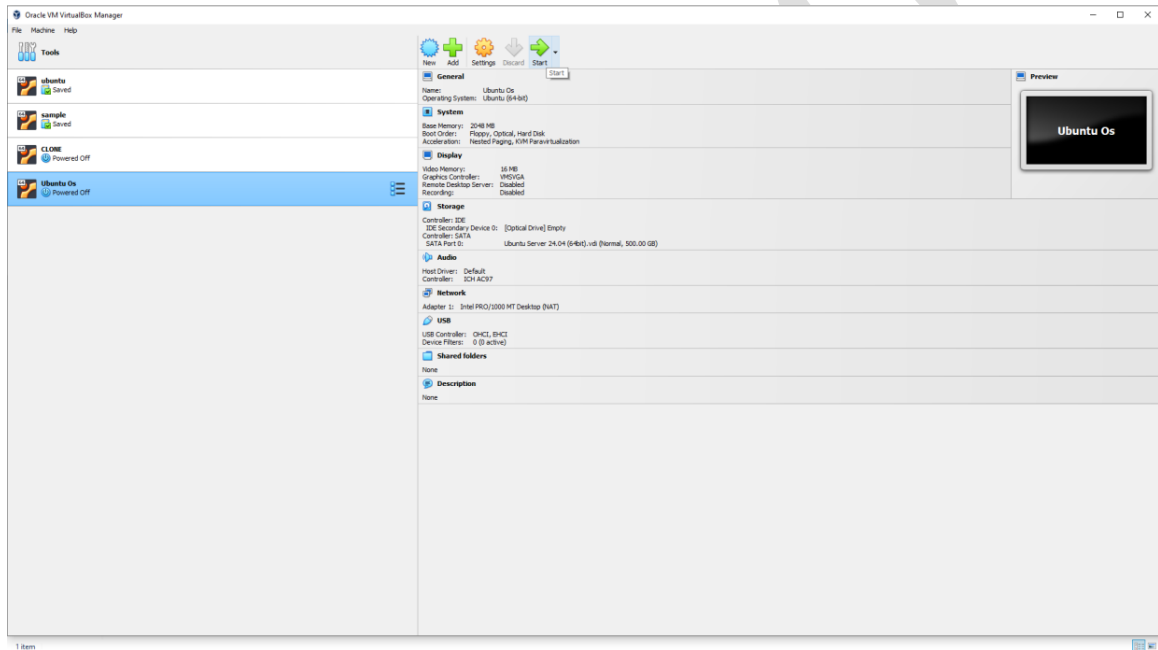 Oracle VM VirtualBox Manager
File Machine Help
Tools
ubuntu
Saved
sample
Saved
CLONE
Powered Off
Ubuntu Os
Powered Off
New Add Settings Discard Start
Start
General
Name: Ubuntu Os
Operating System: Ubuntu (64-bit)
System
Base Memory: 2048 MB
Boot Order: Floppy, Optical, Hard Disk
Acceleration: Nested Paging, KVM Paravirtualization
Display
Video Memory: 16 MB
Graphics Controller: VMSVGA
Remote Desktop Server: Disabled
Recording: Disabled
Storage
Controller: IDE
IDE Secondary Device 0: [Optical Drive] Empty
Controller: SATA
SATA Port 0: Ubuntu Server 24.04 (64bit).vdi (Normal, 500.00 GB)
Audio
Host Driver: Default
Controller: ICH AC97
Network
Adapter 1: Intel PRO/1000 MT Desktop (NAT)
USB
USB Controller: OHCI, EHCI
Device Filters: 0 (0 active)
Shared folders
None
Description
None
Preview
Ubuntu Os
1 item